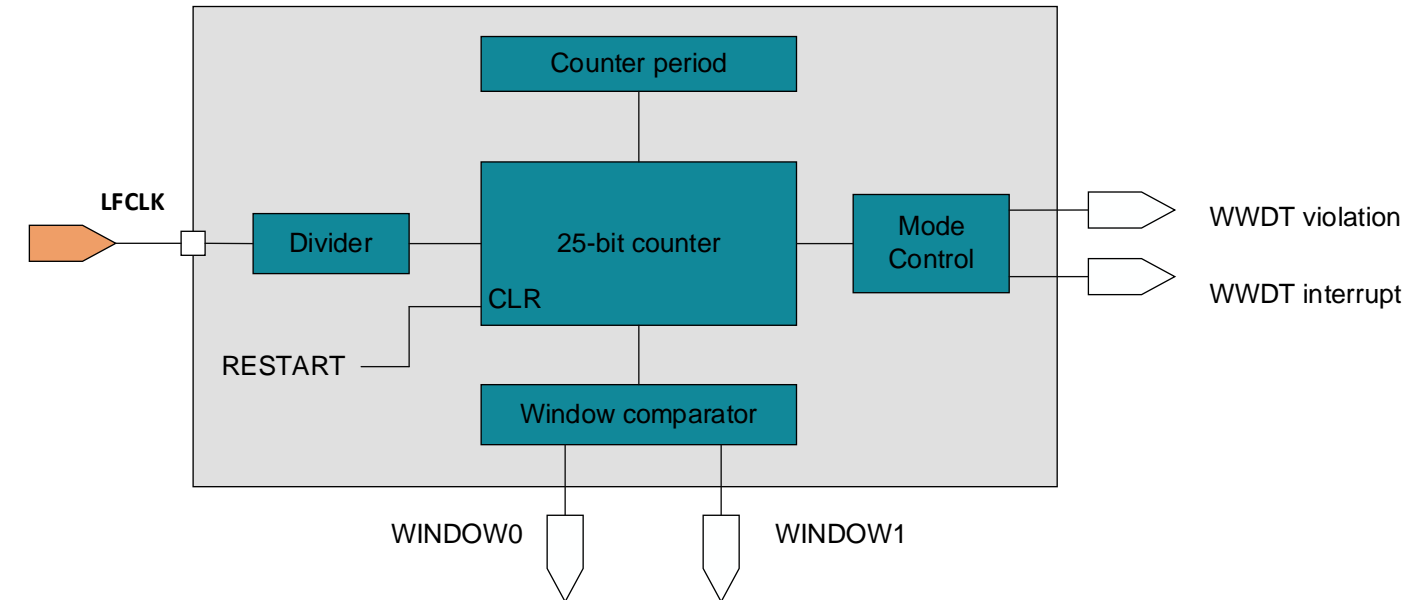 Counter period
LFCLK
Divider
25-bit counter
Mode
Control
WWDT violation
WWDT interrupt
CLR
RESTART
Window comparator
WINDOW0
WINDOW1